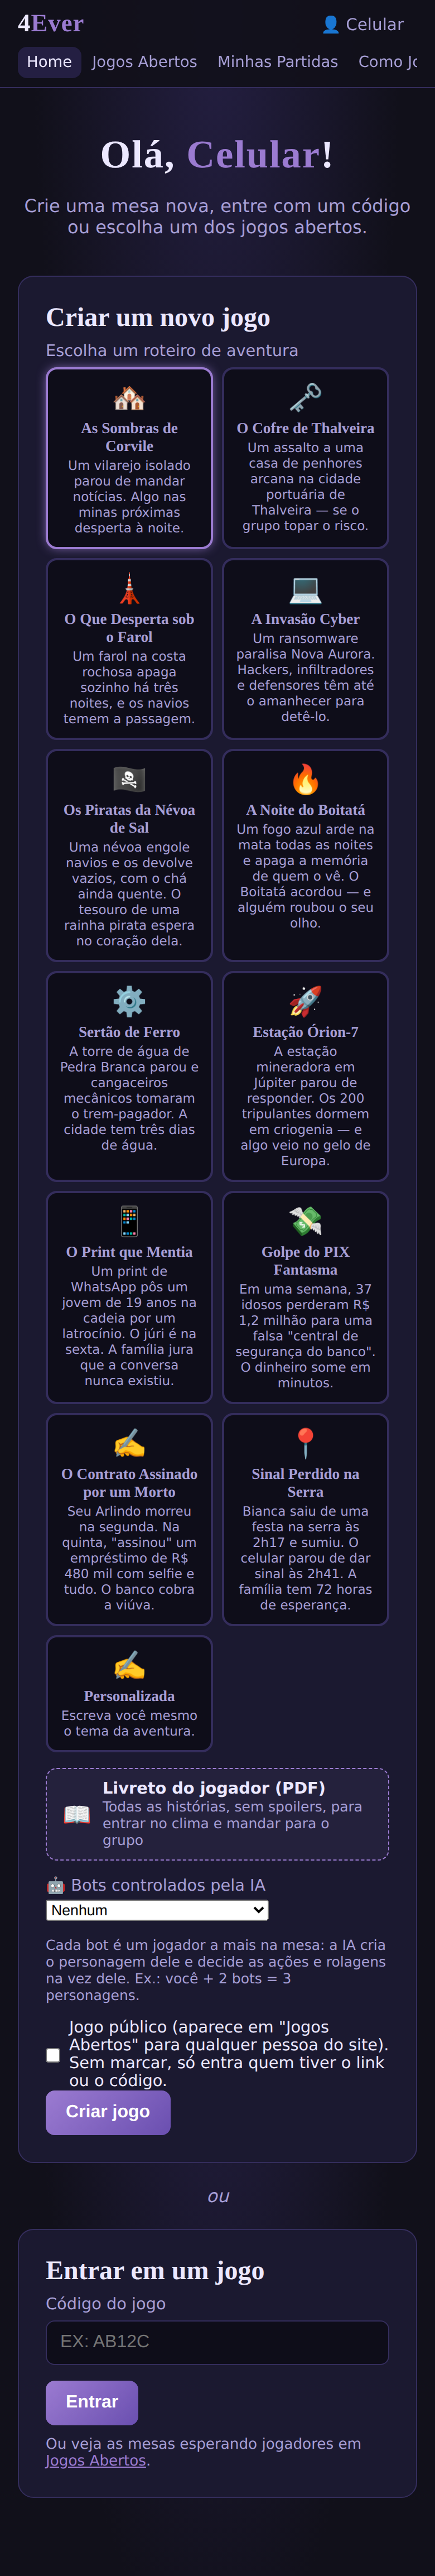 4Ever
👤 Celular
Home
Jogos Abertos
Minhas Partidas
Como Jo
Olá, Celular!
Crie uma mesa nova, entre com um código
ou escolha um dos jogos abertos.
Criar um novo jogo
Escolha um roteiro de aventura
As Sombras de
Corvile
Um vilarejo isolado
parou de mandar
notícias. Algo nas
minas próximas
desperta à noite.
O Cofre de Thalveira
Um assalto a uma
casa de penhores
arcana na cidade
portuária de
Thalveira — se o
grupo topar o risco.
O Que Desperta sob
o Farol
Um farol na costa
rochosa apaga
sozinho há três
noites, e os navios
temem a passagem.
A Invasão Cyber
Um ransomware
paralisa Nova Aurora.
Hackers, infiltradores
e defensores têm até
o amanhecer para
detê-lo.
Os Piratas da Névoa
de Sal
Uma névoa engole
navios e os devolve
vazios, com o chá
ainda quente. O
tesouro de uma
rainha pirata espera
no coração dela.
A Noite do Boitatá
Um fogo azul arde na
mata todas as noites
e apaga a memória
de quem o vê. O
Boitatá acordou — e
alguém roubou o seu
olho.
Sertão de Ferro
A torre de água de
Pedra Branca parou e
cangaceiros
mecânicos tomaram
o trem-pagador. A
cidade tem três dias
de água.
Estação Órion-7
A estação
mineradora em
Júpiter parou de
responder. Os 200
tripulantes dormem
em criogenia — e
algo veio no gelo de
Europa.
O Print que Mentia
Um print de
WhatsApp pôs um
jovem de 19 anos na
cadeia por um
latrocínio. O júri é na
sexta. A família jura
que a conversa
nunca existiu.
Golpe do PIX
Fantasma
Em uma semana, 37
idosos perderam R$
1,2 milhão para uma
falsa "central de
segurança do banco".
O dinheiro some em
minutos.
O Contrato Assinado
por um Morto
Seu Arlindo morreu
na segunda. Na
quinta, "assinou" um
empréstimo de R$
480 mil com selfie e
tudo. O banco cobra
a viúva.
Sinal Perdido na
Serra
Bianca saiu de uma
festa na serra às
2h17 e sumiu. O
celular parou de dar
sinal às 2h41. A
família tem 72 horas
de esperança.
Personalizada
Escreva você mesmo
o tema da aventura.
Livreto do jogador (PDF)
Todas as histórias, sem spoilers, para
entrar no clima e mandar para o
grupo
🤖 Bots controlados pela IA
Nenhum
Cada bot é um jogador a mais na mesa: a IA cria
o personagem dele e decide as ações e rolagens
na vez dele. Ex.: você + 2 bots = 3
personagens.
Jogo público (aparece em "Jogos
Abertos" para qualquer pessoa do site).
Sem marcar, só entra quem tiver o link
ou o código.
Criar jogo
ou
Entrar em um jogo
Código do jogo
EX: AB12C
Entrar
Ou veja as mesas esperando jogadores em
Jogos Abertos.